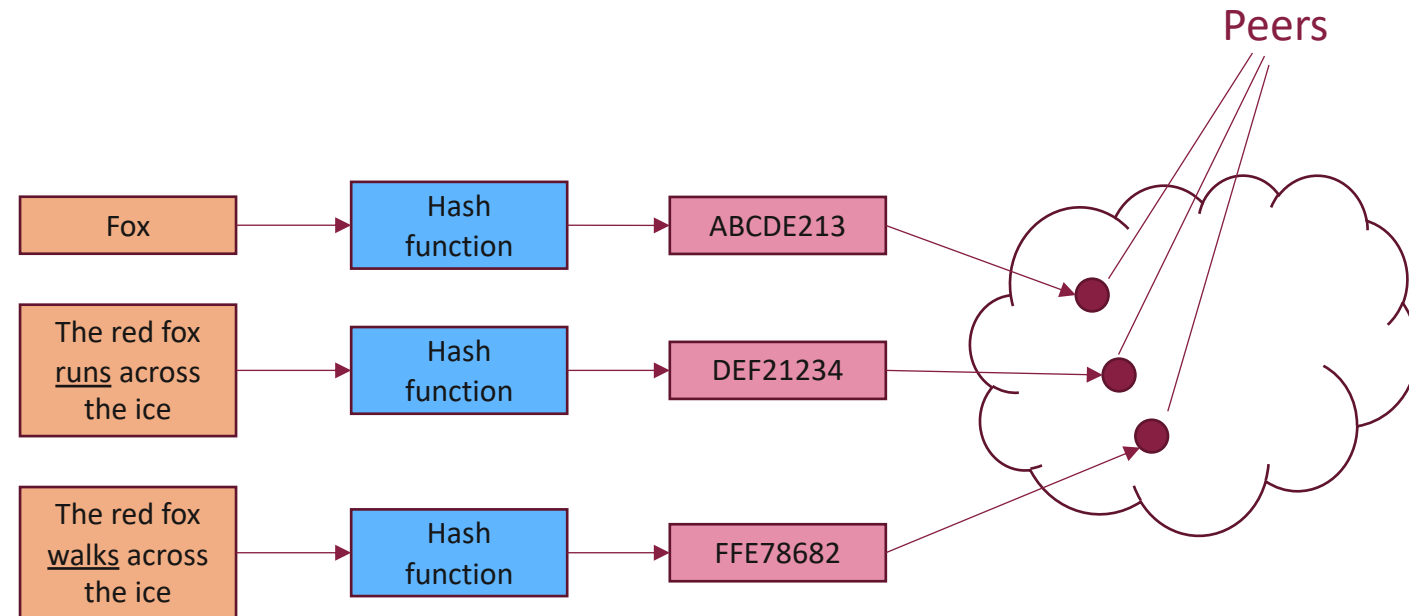 Peers
Fox
Hash
function
ABCDE213
The red fox
runs across
the ice
Hash
function
DEF21234
The red fox
walks across
the ice
Hash
function
FFE78682